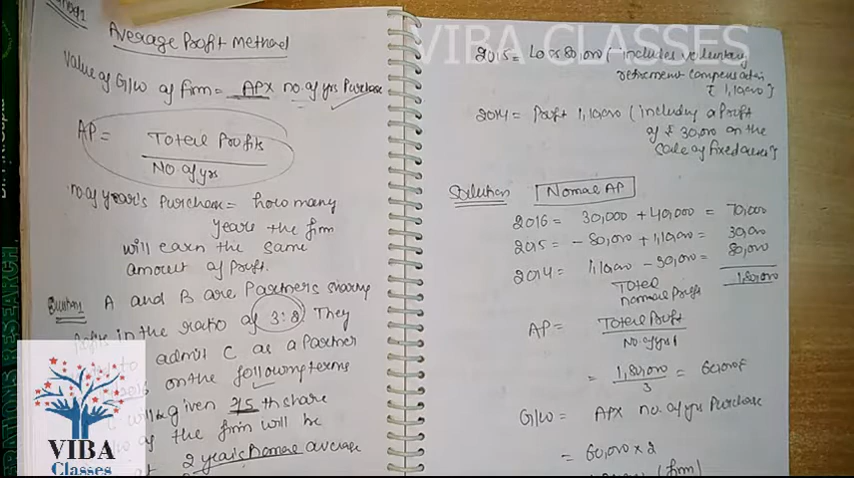 Average Profit Method
Value of G/W of firm = APX no. of yrs Purchase
AP = Total Profits
No of yrs
no of year's Purchase = how many
years the firm
will earn the same
amount of Profit.
Question A and B are Partners sharing
Profit in the ratio of 3:2 They
admit C as a Partner
on the following terms
will given th share
of the firm will be
2 year's Normal average
VIBA
Classes
VIBA CLASSES
2015 = Loss 80,000 (includes voluntary
retirement compensation
₹ 1,10,000)
2014 = Profit 1,10,000 (including a Profit
of ₹ 30,000 on the
Sale of fixed assets)
Solution Normal AP
2016 = 30,000 + 40,000 = 70,000
2015 = - 80,000 + 1,10,000 = 30,000
2014 = 1,10,000 - 30,000 = 80,000
Total 1,80,000
normal Profit
AP = Total Profit
No. of yrs
= 1,80,000 = 60,000
3
G/W = APX no. of yrs Purchase
= 60,000 x 2
(firm)